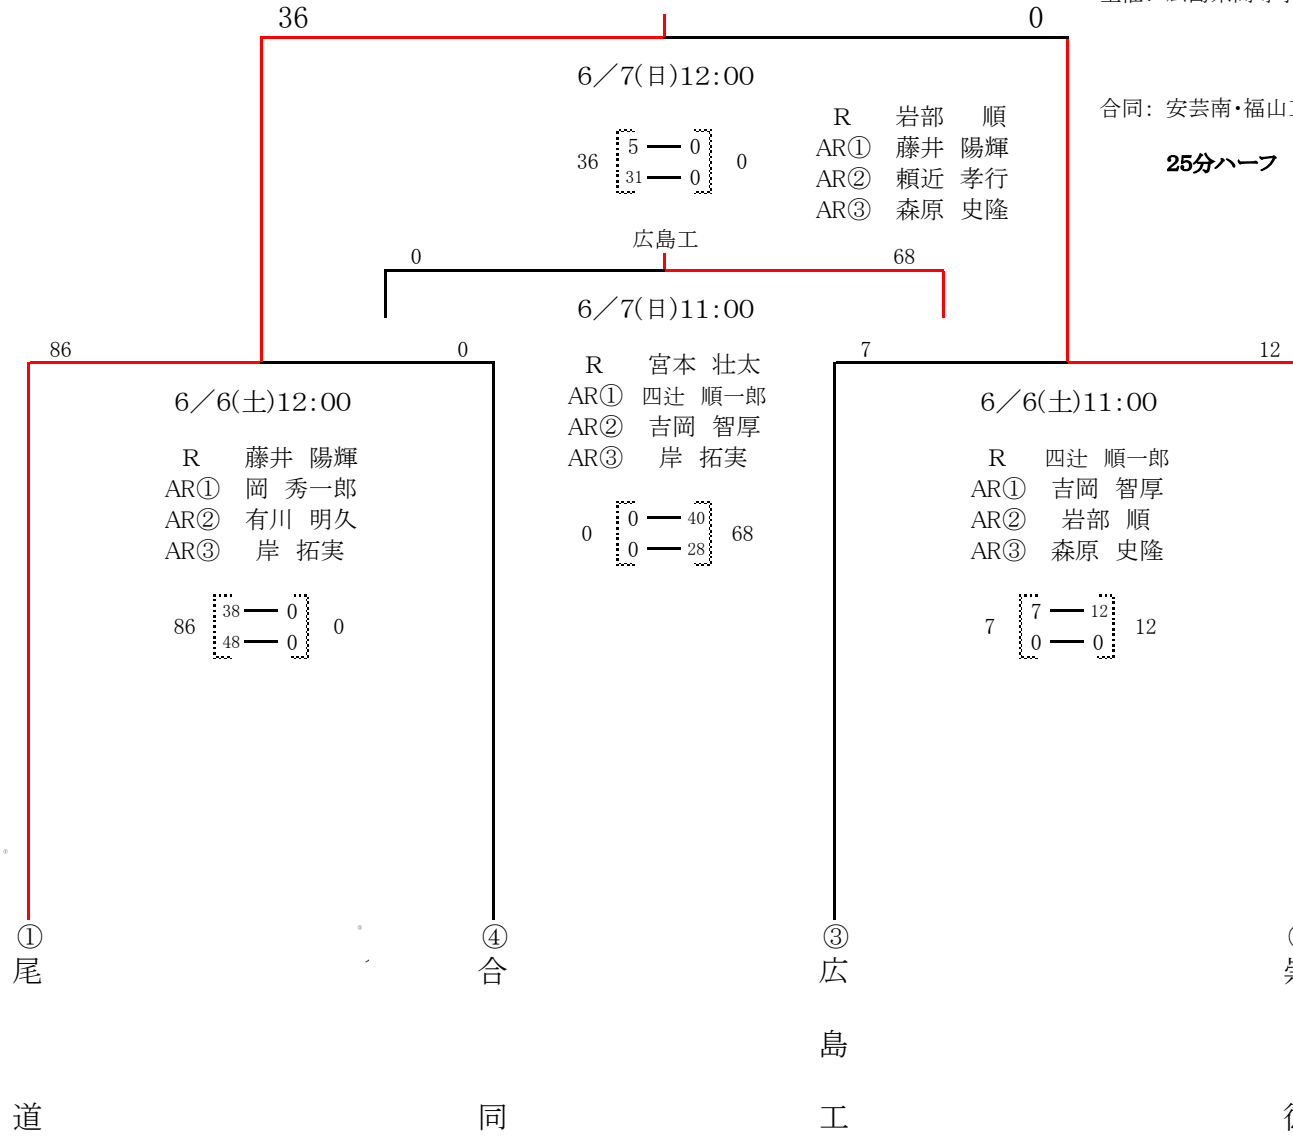 36
0
6／7(日)12:00
合同: 安芸南・福山
R 岩部 順
AR① 藤井 陽輝
AR② 頼近 孝行
AR③ 森原 史隆
25分ハーフ
36 5 0 0
31 0
広島工
0 68
6／7(日)11:00
R 宮本 壮太
AR① 四辻 順一郎
AR② 吉岡 智厚
AR③ 岸 拓実
0 0 40 68
0 28
86 0
6／6(土)12:00
R 藤井 陽輝
AR① 岡 秀一郎
AR② 有川 明久
AR③ 岸 拓実
86 38 0 0
48 0
7 12
6／6(土)11:00
R 四辻 順一郎
AR① 吉岡 智厚
AR② 岩部 順
AR③ 森原 史隆
7 7 12 12
0 0
①
尾道
④
合同
③
広島工